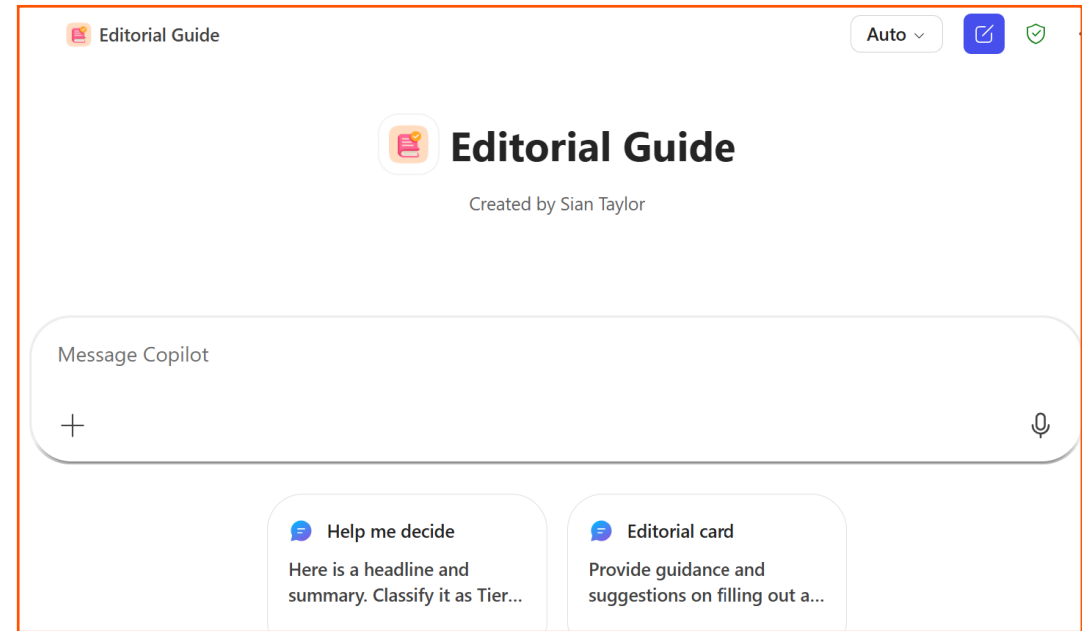 Editorial Guide
Auto
Editorial Guide
Created by Sian Taylor
Message Copilot
Help me decide
Here is a headline and
summary. Classify it as Tier...
Editorial card
Provide guidance and
suggestions on filling out a...